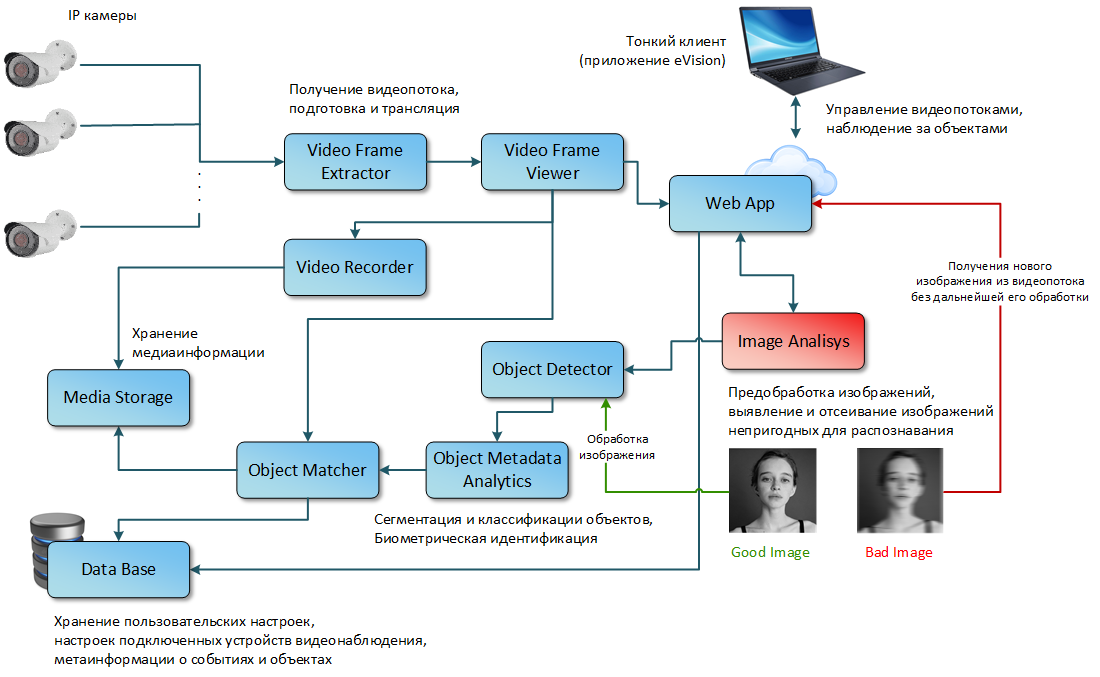 IP камеры
Тонкий клиент
(приложение eVision)
Получение видеопотока,
подготовка и трансляция
Управление видеопотоками,
наблюдение за объектами
Video Frame
Extractor
Video Frame
Viewer
Web App
Video Recorder
Получения нового
изображения из видеопотока
без дальнейшей его обработки
Хранение
медиаинформации
Image Analisys
Object Detector
Media Storage
Предобработка изображений,
выявление и отсеивание изображений
непригодных для распознавания
Обработка
изображения
Object Matcher
Object Metadata
Analytics
Сегментация и классификации объектов,
Биометрическая идентификация
Good Image
Bad Image
Data Base
Хранение пользовательских настроек,
настроек подключенных устройств видеонаблюдения,
метаинформации о событиях и объектах